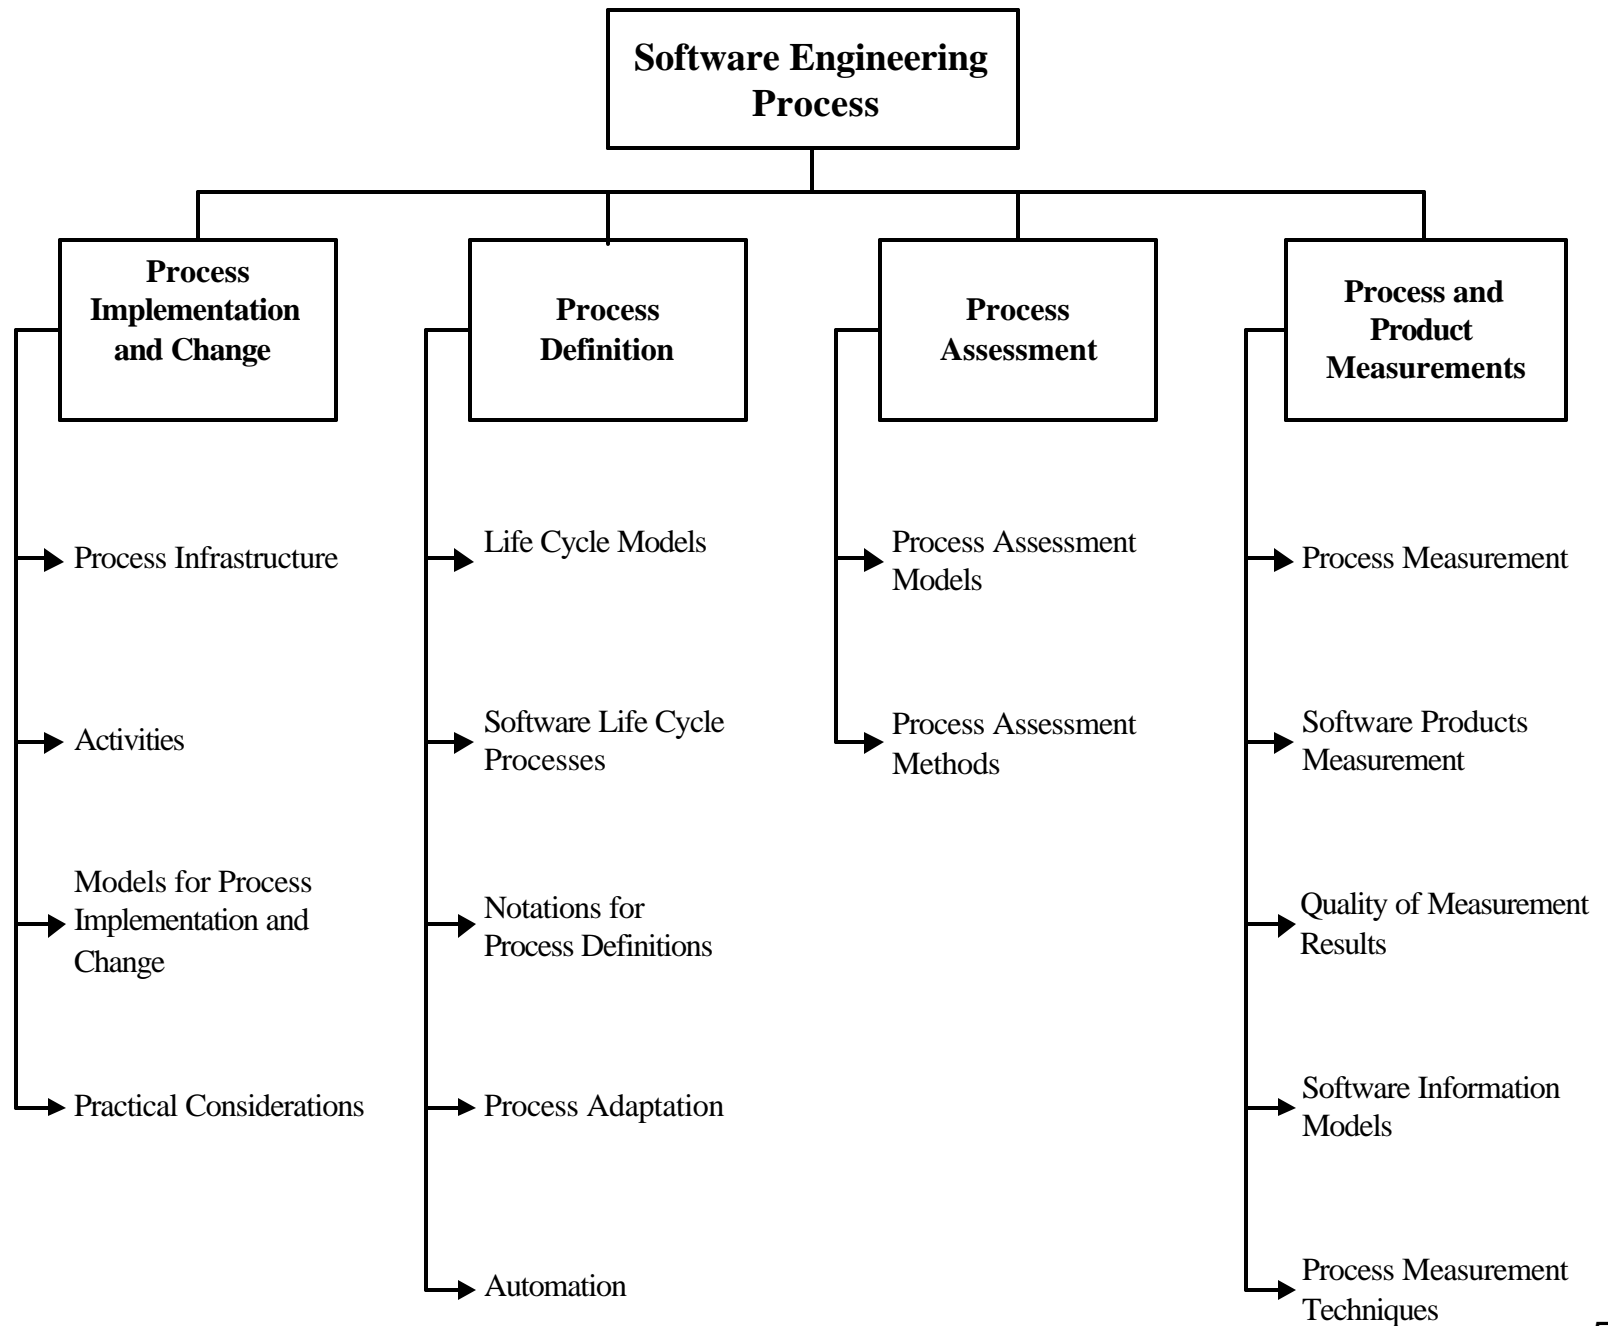 Software Engineering
Process
Process
Implementation
and Change
Process
Definition
Process
Assessment
Process and
Product
Measurements
Process Infrastructure
Activities
Models for Process
Implementation and
Change
Practical Considerations
Life Cycle Models
Software Life Cycle
Processes
Notations for
Process Definitions
Process Adaptation
Automation
Process Assessment
Models
Process Assessment
Methods
Process Measurement
Software Products
Measurement
Quality of Measurement
Results
Software Information
Models
Process Measurement
Techniques